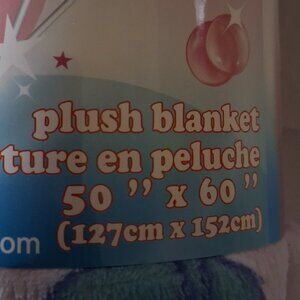 plush blanket
ture en peluche
50 " x 60 "
(127cm x 152cm)
om